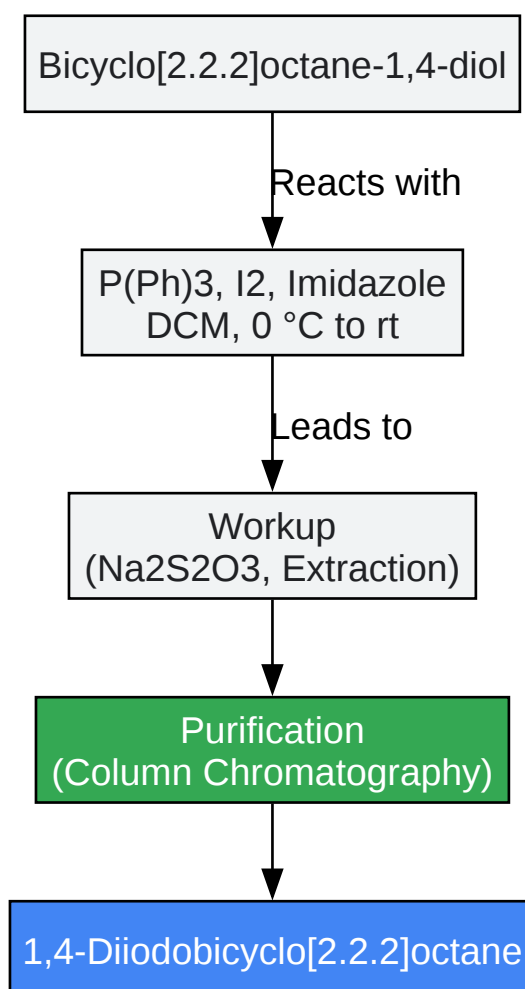 Bicyclo[2.2.2]octane-1,4-diol
Reacts with
P(Ph)3, I2, Imidazole
DCM, 0 °C to rt
Leads to
Workup
(Na2S2O3, Extraction)
Purification
(Column Chromatography)
1,4-Diiodobicyclo[2.2.2]octane